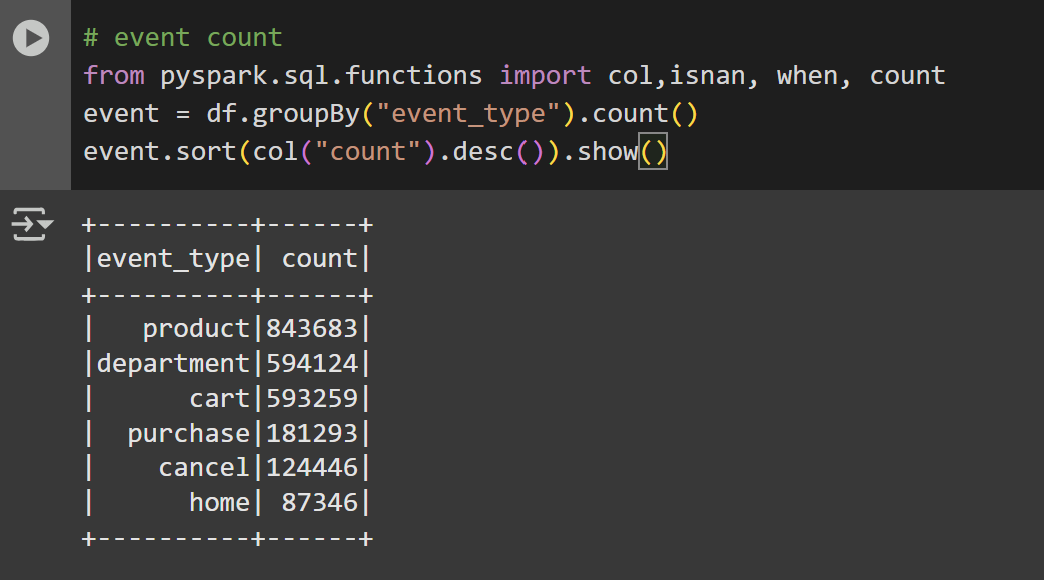 # event count
from pyspark.sql.functions import col,isnan, when, count
event = df.groupBy("event_type").count()
event.sort(col("count").desc()).show()
+----------+------+
|event_type| count|
+----------+------+
|   product|843683|
|department|594124|
|      cart|593259|
|  purchase|181293|
|    cancel|124446|
|      home| 87346|
+----------+------+